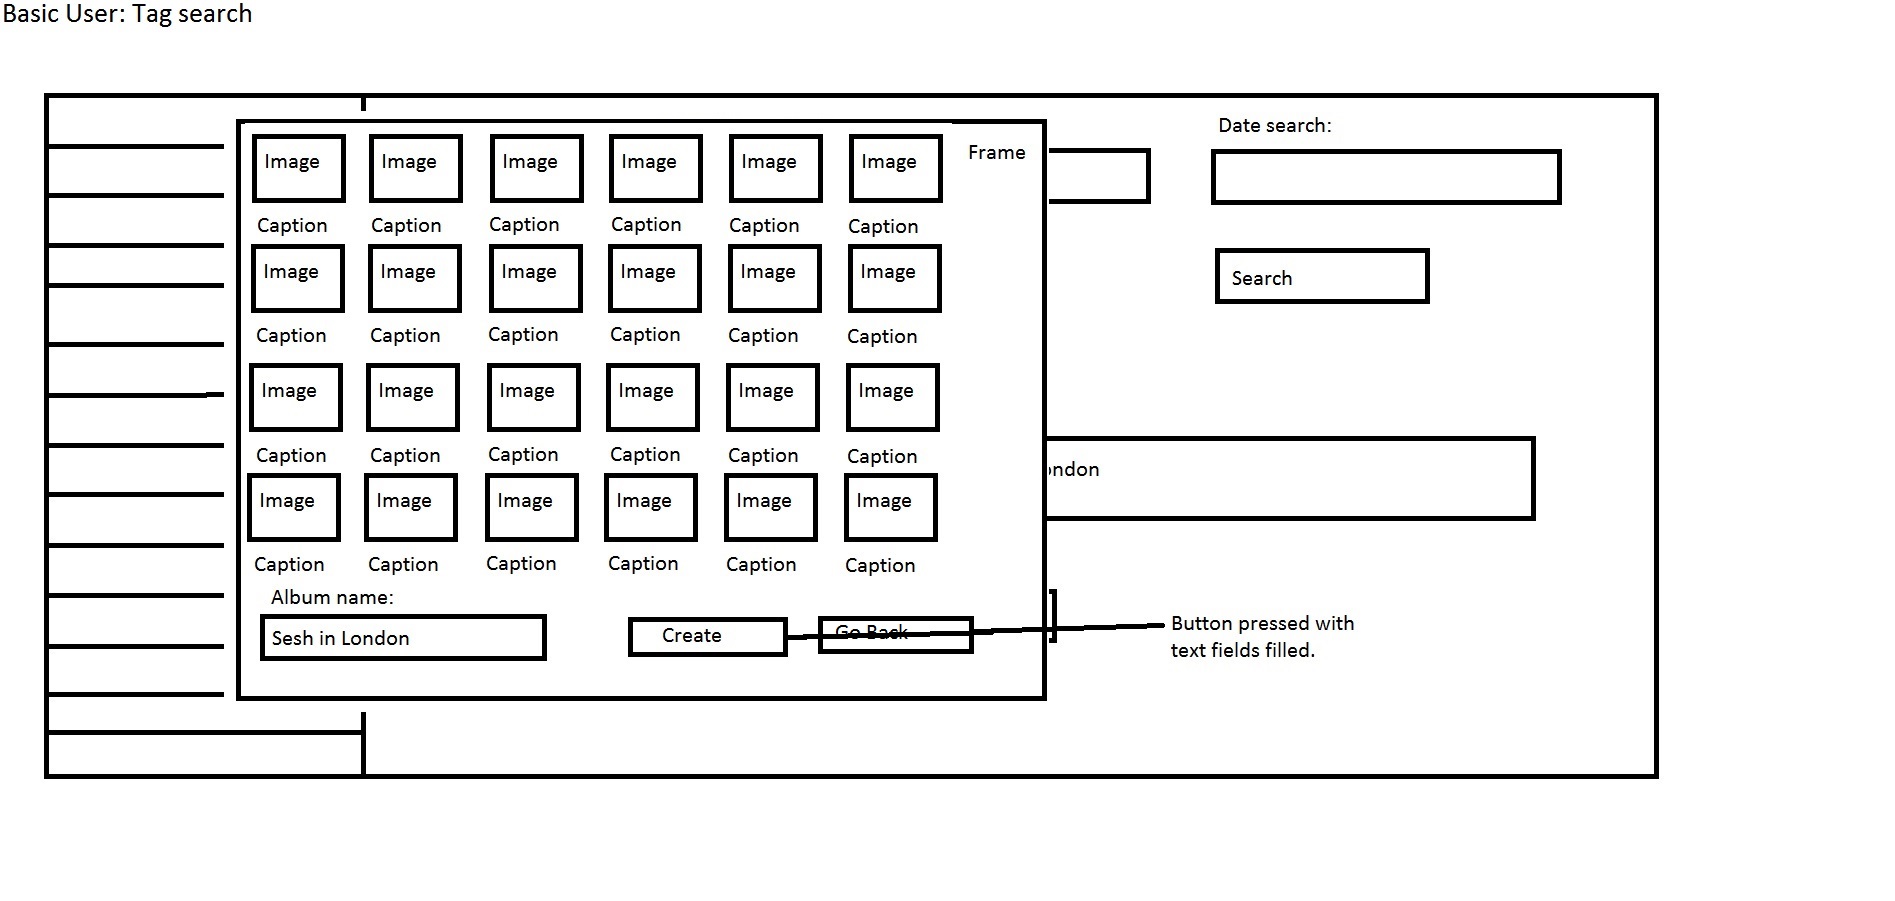 Basic User: Tag search
Date search:
Image Image Image Image Image Image Frame
Caption Caption Caption Caption Caption Caption
Image Image Image Image Image Image
Search
Caption Caption Caption Caption Caption Caption
Image Image Image Image Image Image
Caption Caption Caption Caption Caption Caption
ondon
Image Image Image Image Image Image
Caption Caption Caption Caption Caption Caption
Album name:
Sesh in London
Create
Go Back
Button pressed with
text fields filled.